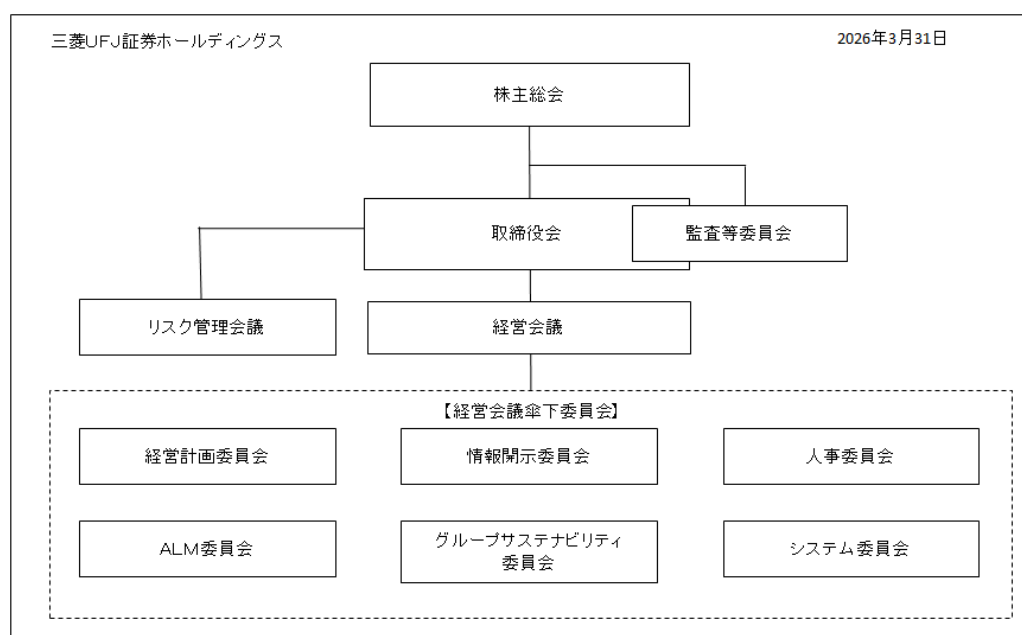 三菱UFJ証券ホールディングス
2026年3月31日
株主総会
取締役会
監査等委員会
リスク管理会議
経営会議
【経営会議傘下委員会】
経営計画委員会
情報開示委員会
人事委員会
ALM委員会
グループサステナビリティ
委員会
システム委員会